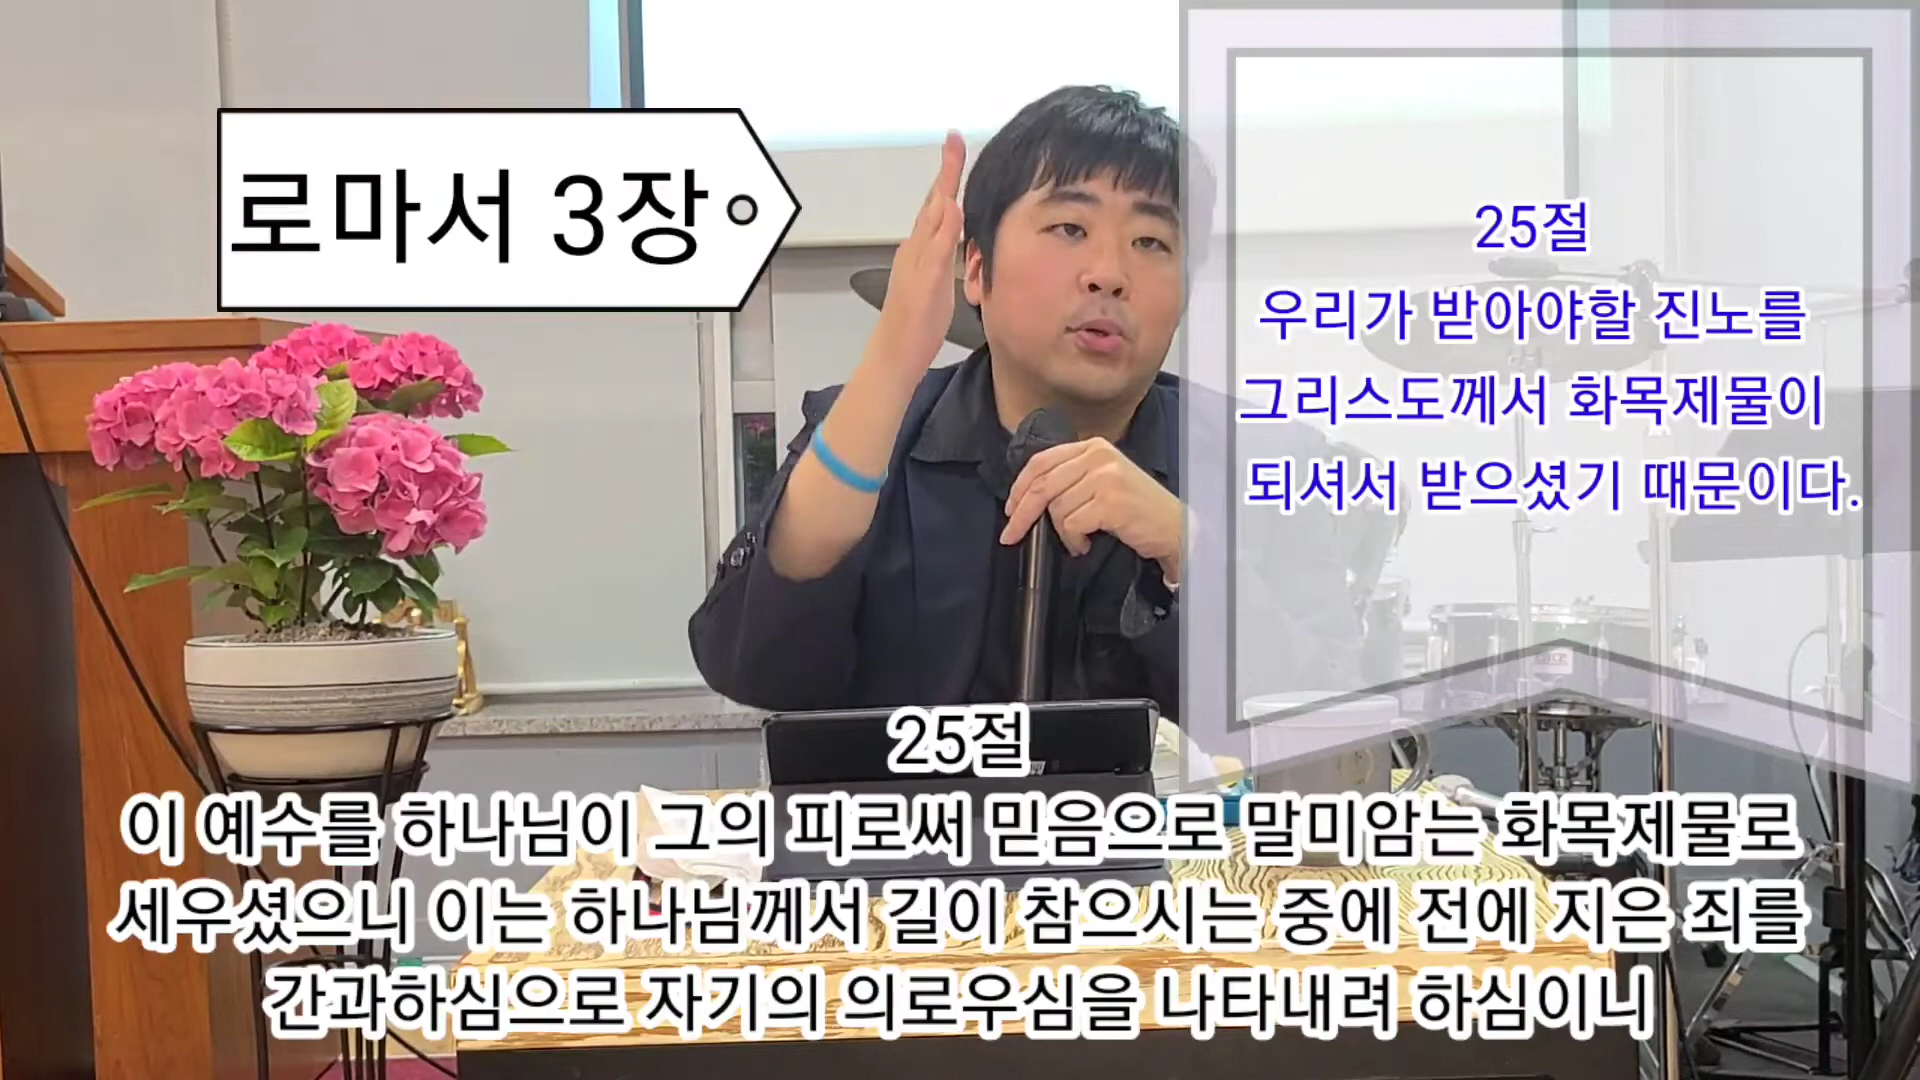 로마서 3장
25절
우리가 받아야할 진노를
그리스도께서 화목제물이
되셔서 받으셨기 때문이다.
25절
이 예수를 하나님이 그의 피로써 믿음으로 말미암는 화목제물로
세우셨으니 이는 하나님께서 길이 참으시는 중에 전에 지은 죄를
간과하심으로 자기의 의로우심을 나타내려 하심이니